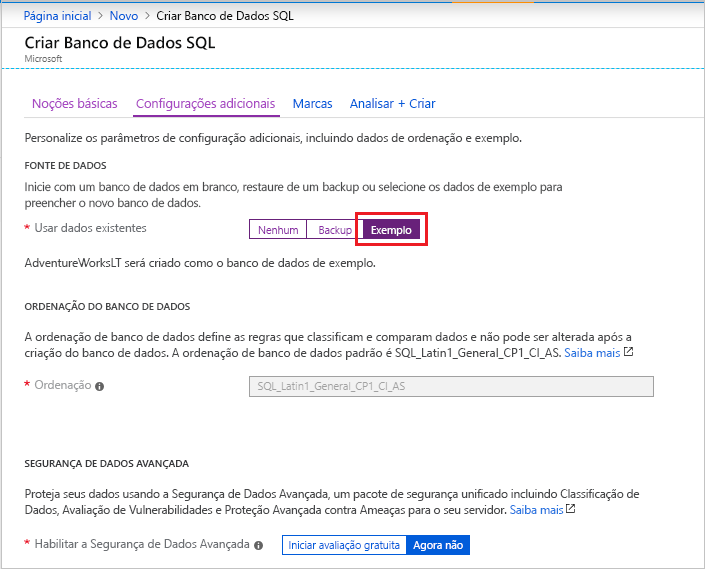 Página inicial > Novo > Criar Banco de Dados SQL
Criar Banco de Dados SQL
Microsoft
Noções básicas Configurações adicionais Marcas Analisar + Criar
Personalize os parâmetros de configuração adicionais, incluindo dados de ordenação e exemplo.
FONTE DE DADOS
Inicie com um banco de dados em branco, restaure de um backup ou selecione os dados de exemplo para
preencher o novo banco de dados.
* Usar dados existentes Nenhum Backup Exemplo
AdventureWorksLT será criado como o banco de dados de exemplo.
ORDENAÇÃO DO BANCO DE DADOS
A ordenação de banco de dados define as regras que classificam e comparam dados e não pode ser alterada após a
criação do banco de dados. A ordenação de banco de dados padrão é SQL_Latin1_General_CP1_CI_AS. Saiba mais
* Ordenação SQL_Latin1_General_CP1_CI_AS
SEGURANÇA DE DADOS AVANÇADA
Proteja seus dados usando a Segurança de Dados Avançada, um pacote de segurança unificado incluindo Classificação de
Dados, Avaliação de Vulnerabilidades e Proteção Avançada contra Ameaças para o seu servidor. Saiba mais
* Habilitar a Segurança de Dados Avançada Iniciar avaliação gratuita Agora não